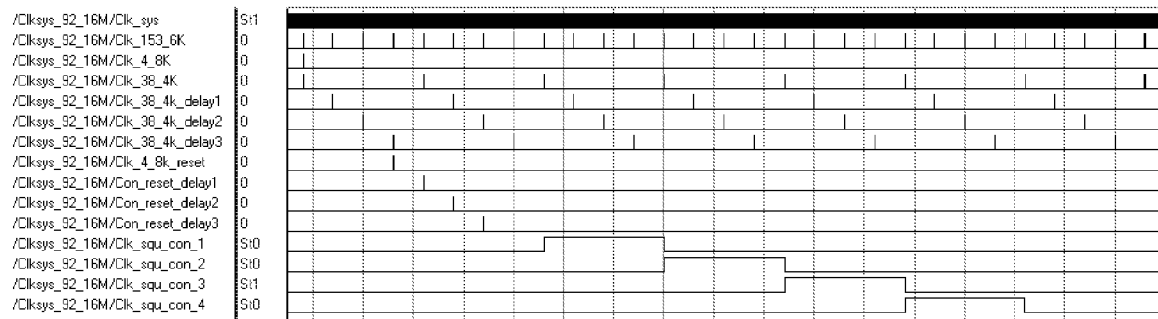 /Clksys_92_16M/Clk_sys St1
/Clksys_92_16M/Clk_153_6K 0
/Clksys_92_16M/Clk_4_8K 0
/Clksys_92_16M/Clk_38_4K 0
/Clksys_92_16M/Clk_38_4k_delay1 0
/Clksys_92_16M/Clk_38_4k_delay2 0
/Clksys_92_16M/Clk_38_4k_delay3 0
/Clksys_92_16M/Clk_4_8k_reset 0
/Clksys_92_16M/Con_reset_delay1 0
/Clksys_92_16M/Con_reset_delay2 0
/Clksys_92_16M/Con_reset_delay3 0
/Clksys_92_16M/Clk_squ_con_1 St0
/Clksys_92_16M/Clk_squ_con_2 St0
/Clksys_92_16M/Clk_squ_con_3 St1
/Clksys_92_16M/Clk_squ_con_4 St0